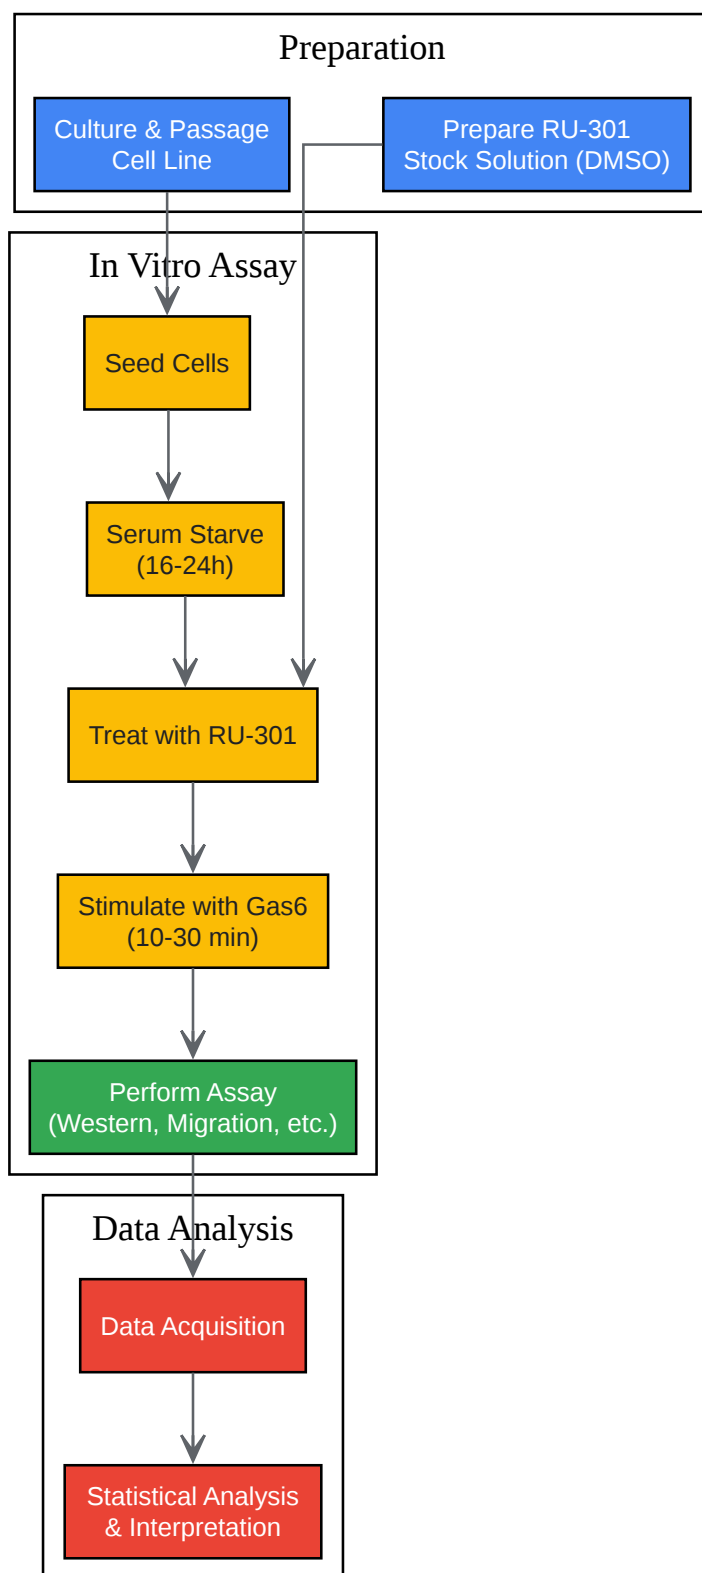 Preparation
Culture & Passage
Cell Line
Prepare RU-301
Stock Solution (DMSO)
In Vitro Assay
Seed Cells
Serum Starve
(16-24h)
Treat with RU-301
Stimulate with Gas6
(10-30 min)
Perform Assay
(Western, Migration, etc.)
Data Analysis
Data Acquisition
Statistical Analysis
& Interpretation